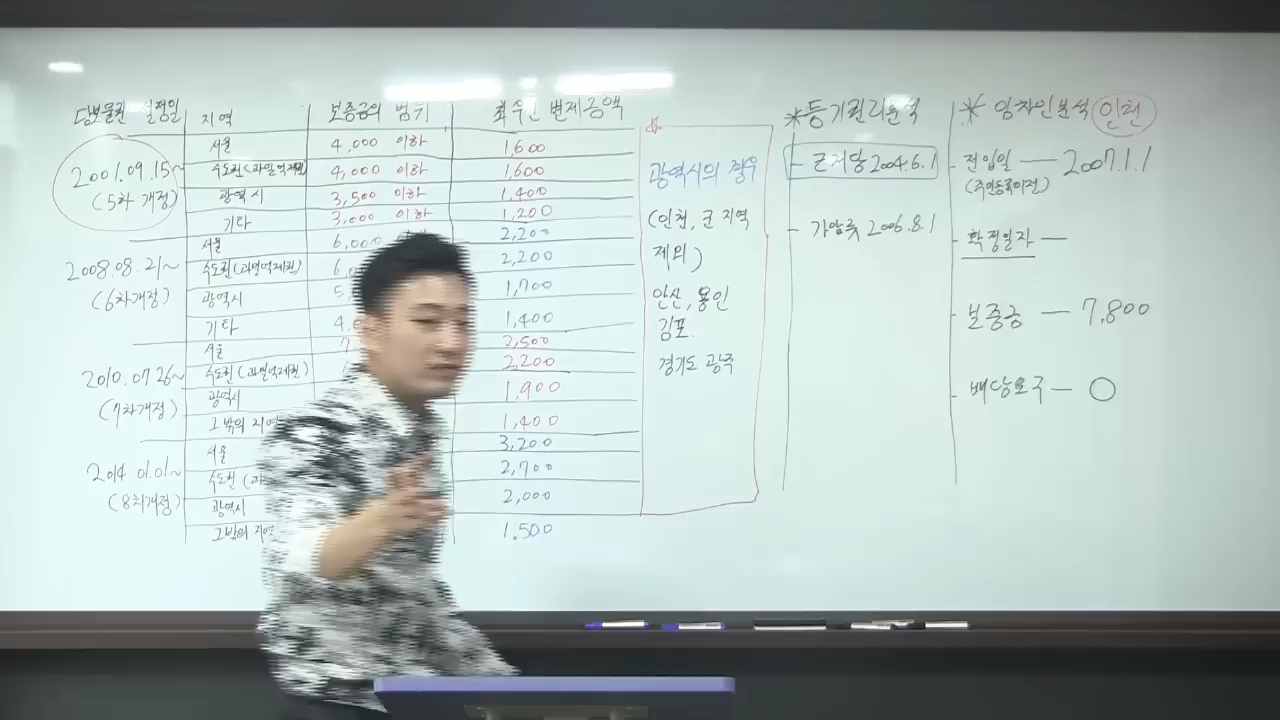 담보물권 설정일 지역 보증금의 범위 최우선 변제금액
2001.09.15~
(5차 개정)
서울 4,000 이하 1,600
수도권(과밀억제권) 4,000 이하 1,600
광역시 3,500 이하 1,400
기타 3,000 이하 1,200
2008.08.21~
(6차개정)
서울 6,000 2,200
수도권(과밀억제권) 2,200
광역시 1,700
기타 1,400
2010.07.26~
(7차개정)
서울 2,500
수도권(과밀억제권) 2,200
광역시 1,900
그 밖의 지역 1,400
2014 01.01~
(8차개정)
서울 3,200
수도권 2,700
광역시 2,000
그밖의 지역 1.500
*
광역시의 경우
(인천, 군 지역
제외)
안산, 용인
김포.
경기도 광주
*등기권리분석
- 근저당 2004.6.1
- 가압류 2006.8.1
* 임차인분석 인천
- 전입일 — 2007.1.1
(주민등록이전)
- 확정일자 —
- 보증금 — 7,800
- 배당요구 — ○